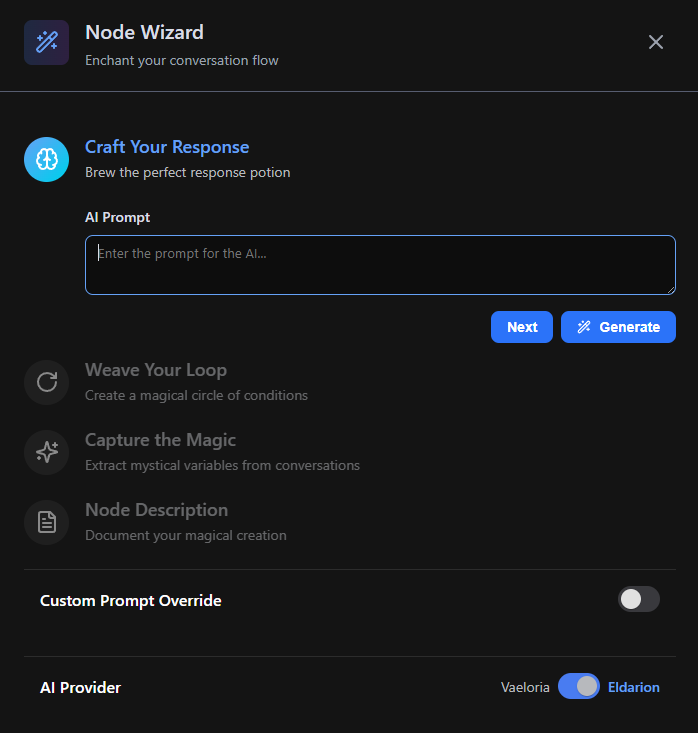 Node Wizard
Enchant your conversation flow
Craft Your Response
Brew the perfect response potion
AI Prompt
Enter the prompt for the AI...
Next
Generate
Weave Your Loop
Create a magical circle of conditions
Capture the Magic
Extract mystical variables from conversations
Node Description
Document your magical creation
Custom Prompt Override
AI Provider
Vaeloria
Eldarion